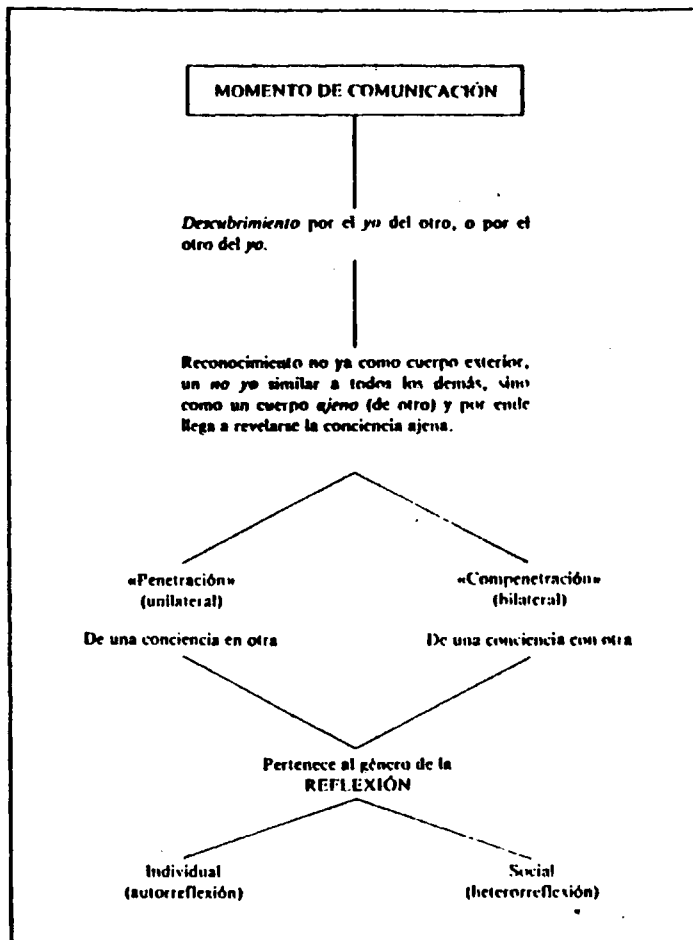 MOMENTO DE COMUNICACIÓN
Descubrimiento por el yo del otro, o por el
otro del yo.
Reconocimiento no ya como cuerpo exterior,
un no yo similar a todos los demás, sino
como un cuerpo ajeno (de otro) y por ende
llega a revelarse la conciencia ajena.
«Penetración»
(unilateral)
De una conciencia en otra
«Compenetración»
(bilateral)
De una conciencia con otra
Pertenece al género de la
REFLEXIÓN
Individual
(autorreflexión)
Social
(heterorreflexión)